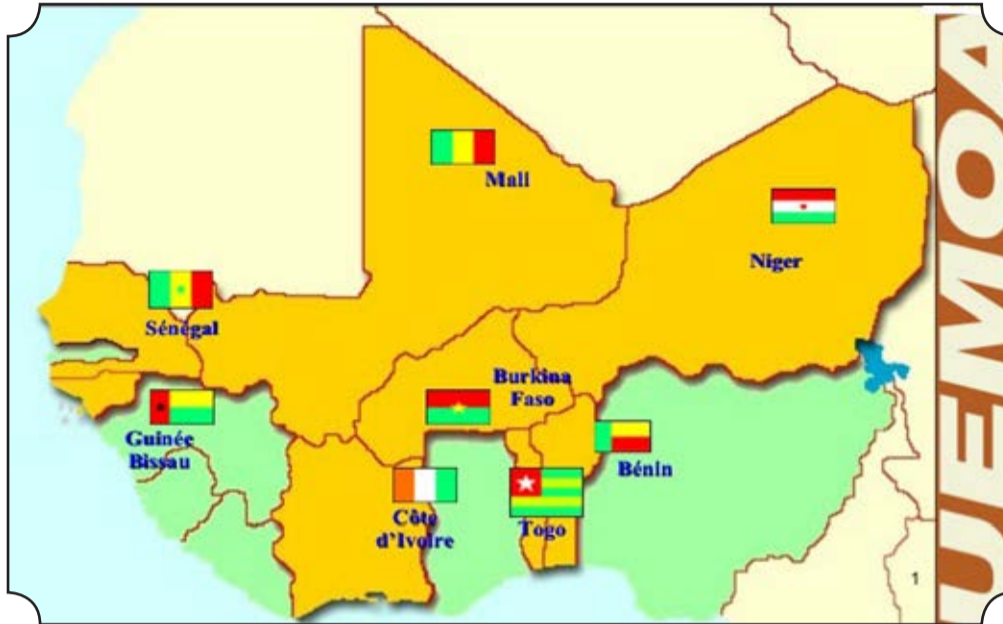 Mali
Niger
Sénégal
Burkina
Faso
Guinée
Bissau
Bénin
Côte
d'Ivoire
Togo
1
UEMOA